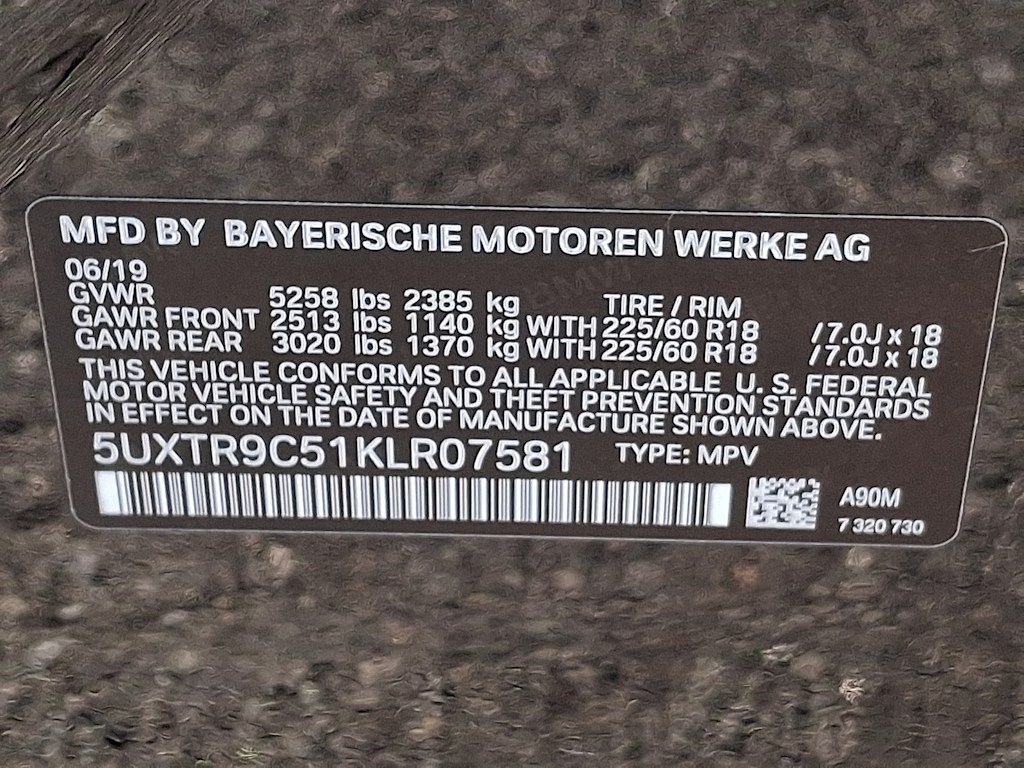 MFD BY BAYERISCHE MOTOREN WERKE AG
06/19
GVWR 5258 lbs 2385 kg TIRE / RIM
GAWR FRONT 2513 lbs 1140 kg WITH 225/60 R18 /7.0J x 18
GAWR REAR 3020 lbs 1370 kg WITH 225/60 R18 /7.0J x 18
THIS VEHICLE CONFORMS TO ALL APPLICABLE U. S. FEDERAL
MOTOR VEHICLE SAFETY AND THEFT PREVENTION STANDARDS
IN EFFECT ON THE DATE OF MANUFACTURE SHOWN ABOVE.
5UXTR9C51KLR07581 TYPE: MPV
A90M
7 320 730